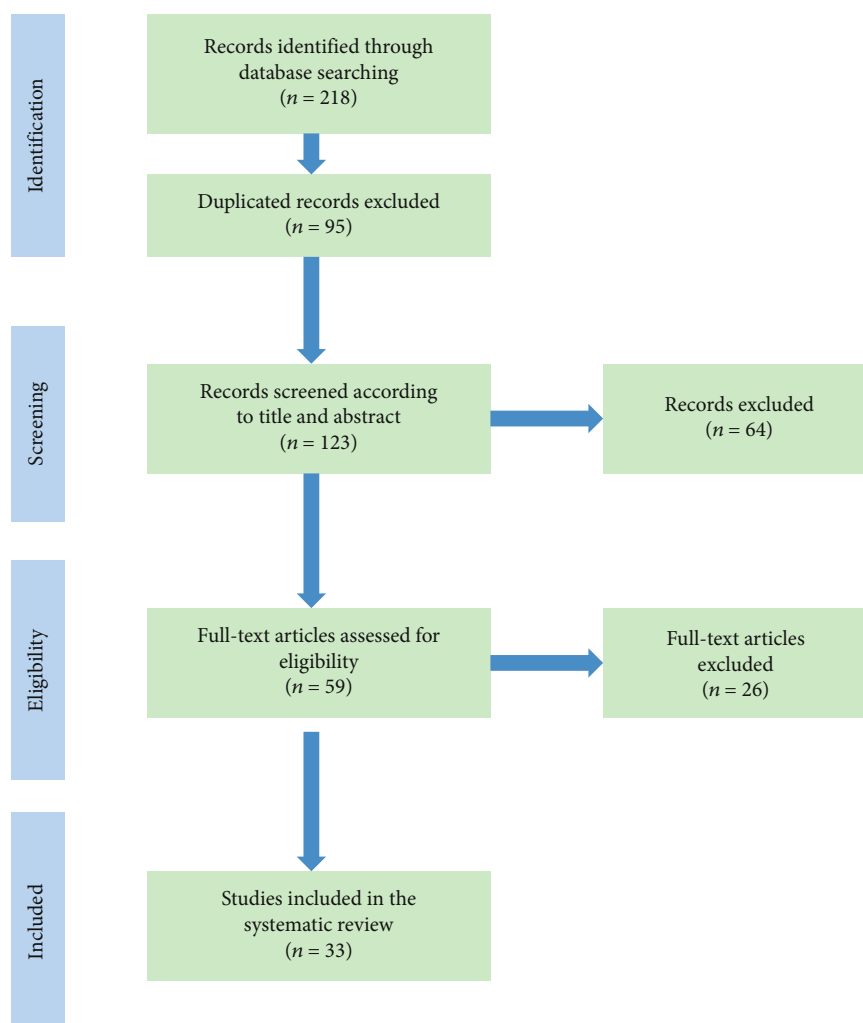 Identification
Records identified through
database searching
(n = 218)
Duplicated records excluded
(n = 95)
Screening
Records screened according
to title and abstract
(n = 123)
Records excluded
(n = 64)
Eligibility
Full-text articles assessed for
eligibility
(n = 59)
Full-text articles
excluded
(n = 26)
Included
Studies included in the
systematic review
(n = 33)